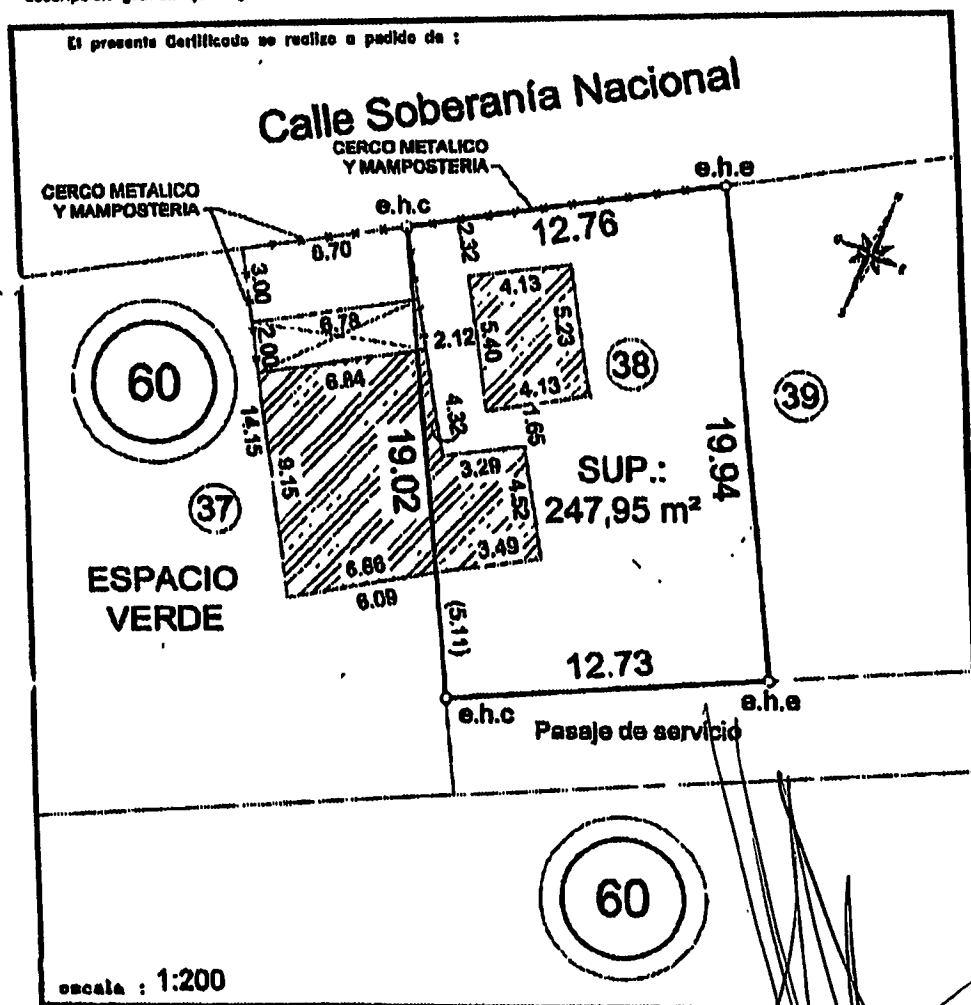 El presente Certificado se realizo a pedido de :
Calle Soberanía Nacional
CERCO METALICO
Y MAMPOSTERIA
CERCO METALICO
Y MAMPOSTERIA
e.h.e
e.h.c
12.76
2.32
6.70
3.00
4.13
6.78
2.12
5.40
5.23
38
2.00
60
6.84
4.13
39
4.32
1.65
14.15
19.02
19.94
3.29
SUP.:
9.15
4.52
247,95 m²
37
3.49
6.86
ESPACIO
VERDE
6.09
(5.11)
12.73
e.h.c
e.h.e
Pasaje de servicio
60
escala : 1:200